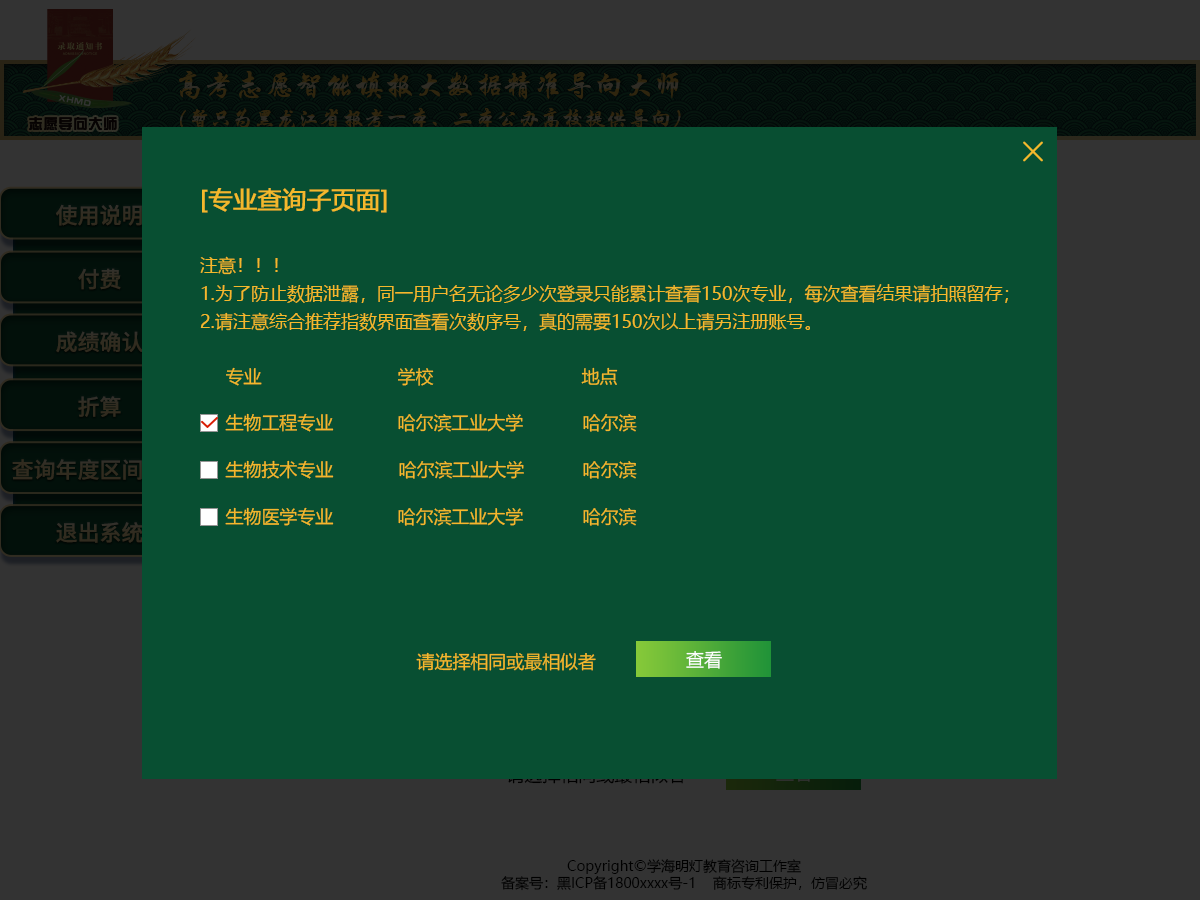 录取通知书
XHMD
志愿导向大师
高考志愿智能填报大数据精准导向大师
(暂只为黑龙江省报考一本、二本公办高校提供导向)
使用说明
付费
成绩确认
折算
查询年度区间
退出系统
[专业查询子页面]
注意！！！
1.为了防止数据泄露，同一用户名无论多少次登录只能累计查看150次专业，每次查看结果请拍照留存；
2.请注意综合推荐指数界面查看次数序号，真的需要150次以上请另注册账号。
专业 学校 地点
生物工程专业 哈尔滨工业大学 哈尔滨
生物技术专业 哈尔滨工业大学 哈尔滨
生物医学专业 哈尔滨工业大学 哈尔滨
请选择相同或最相似者 查看
请选择相同或最相似者
Copyright©学海明灯教育咨询工作室
备案号：黑ICP备1800xxxx号-1 商标专利保护，仿冒必究